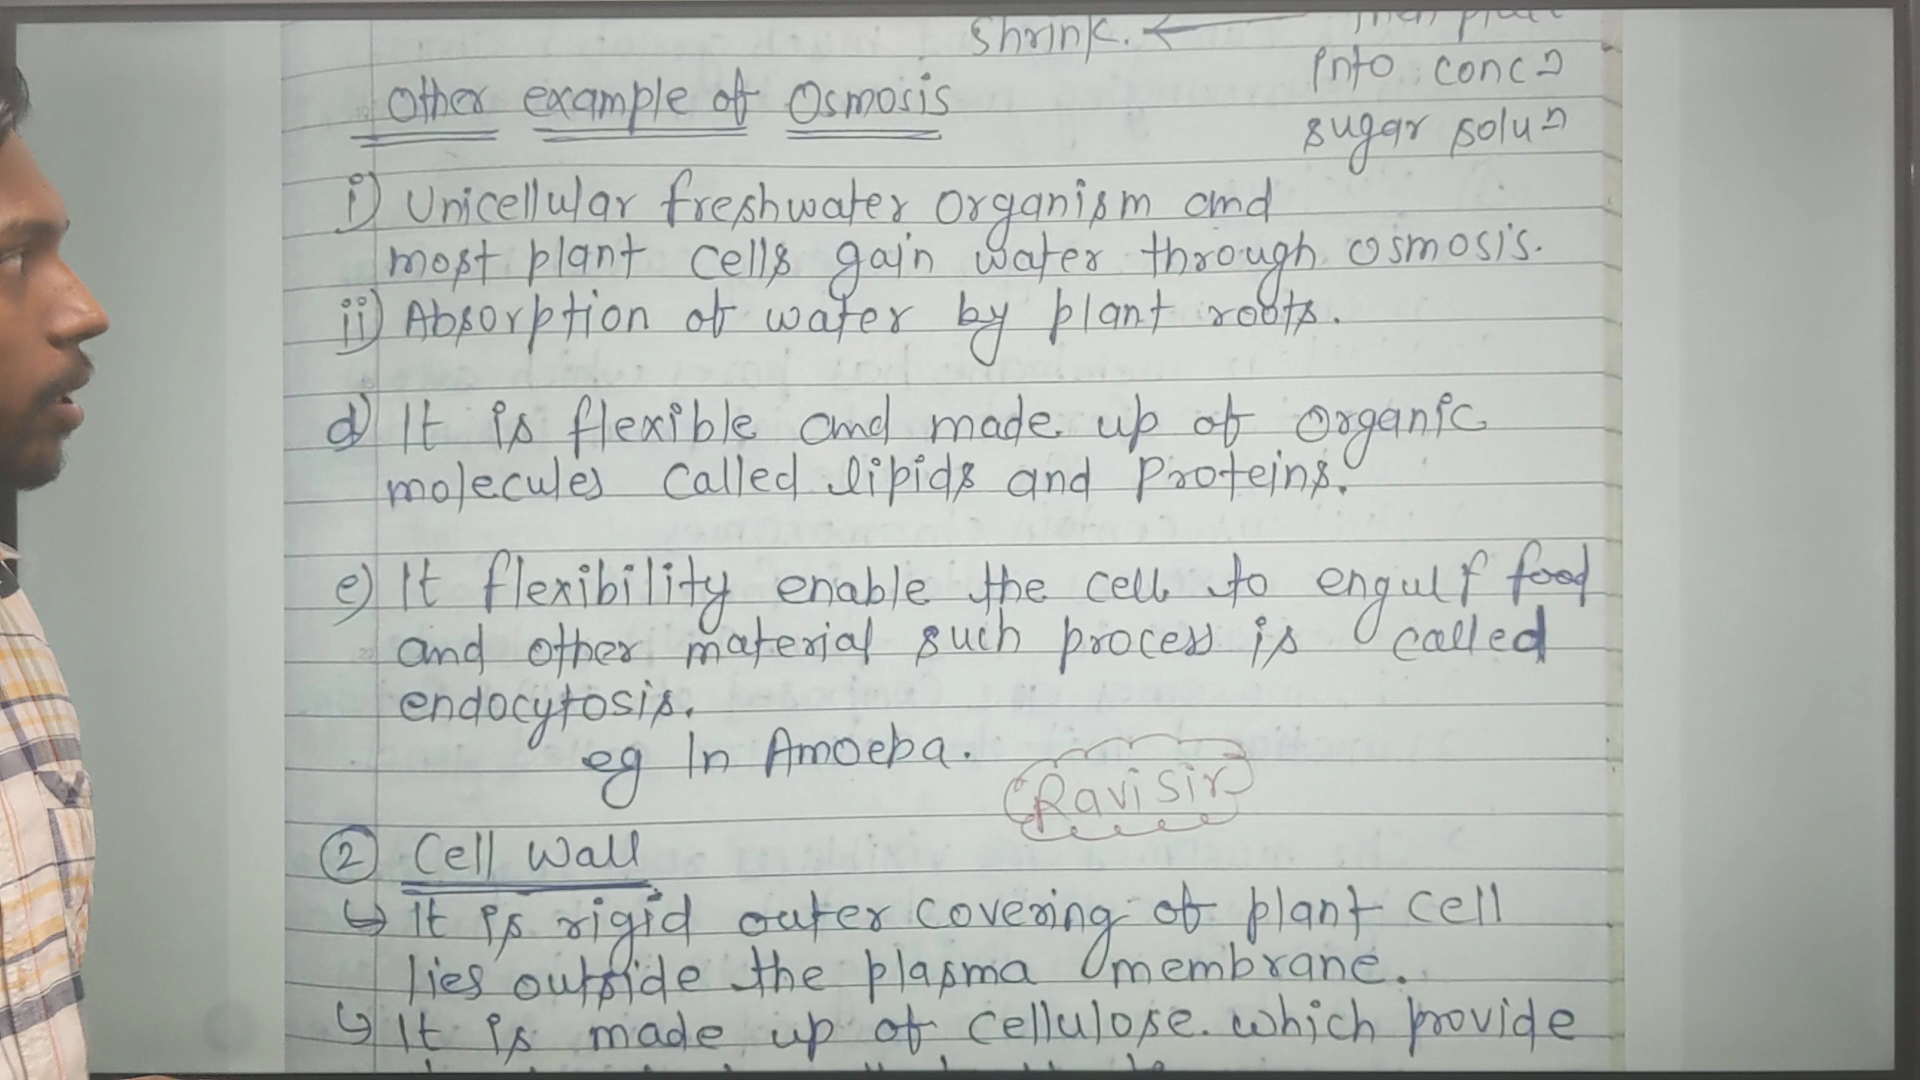 Shrink. ←
into conc n
sugar solu n
Other example of Osmosis
i) Unicellular freshwater organism and
most plant cells gain water through osmosis.
ii) Absorption of water by plant roots.
d) It is flexible and made up of organic
molecules called lipids and Proteins.
e) It flexibility enable the cell to engulf food
and other material such process is called
endocytosis.
eg In Amoeba.
Ravi Sir
② Cell Wall
↳ It is rigid outer covering of plant cell
lies outside the plasma membrane.
↳ It is made up of cellulose. which provide